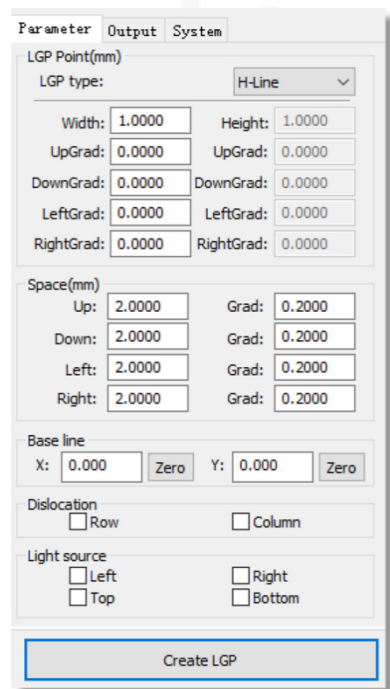 Parameter Output System
LGP Point(mm)
LGP type: H-Line
Width: 1.0000 Height: 1.0000
UpGrad: 0.0000 UpGrad: 0.0000
DownGrad: 0.0000 DownGrad: 0.0000
LeftGrad: 0.0000 LeftGrad: 0.0000
RightGrad: 0.0000 RightGrad: 0.0000
Space(mm)
Up: 2.0000 Grad: 0.2000
Down: 2.0000 Grad: 0.2000
Left: 2.0000 Grad: 0.2000
Right: 2.0000 Grad: 0.2000
Base line
X: 0.000 Zero Y: 0.000 Zero
Dislocation
Row Column
Light source
Left Right
Top Bottom
Create LGP